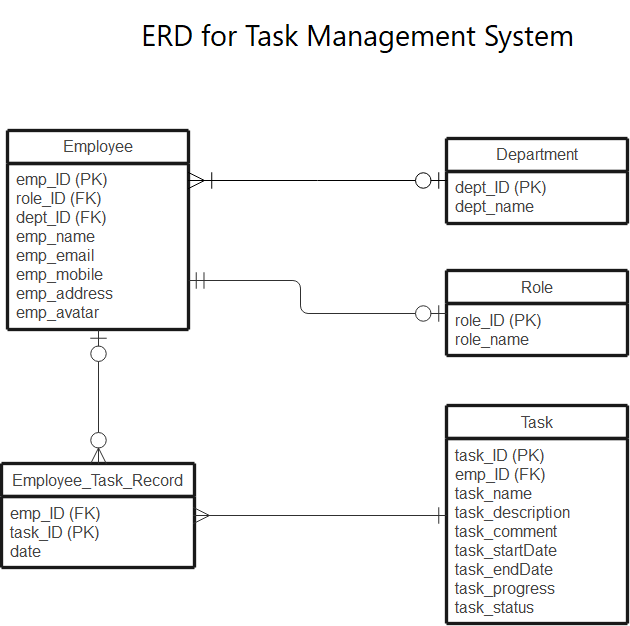 ERD for Task Management System
Employee
emp_ID (PK)
role_ID (FK)
dept_ID (FK)
emp_name
emp_email
emp_mobile
emp_address
emp_avatar
Department
dept_ID (PK)
dept_name
Role
role_ID (PK)
role_name
Employee_Task_Record
emp_ID (FK)
task_ID (PK)
date
Task
task_ID (PK)
emp_ID (FK)
task_name
task_description
task_comment
task_startDate
task_endDate
task_progress
task_status